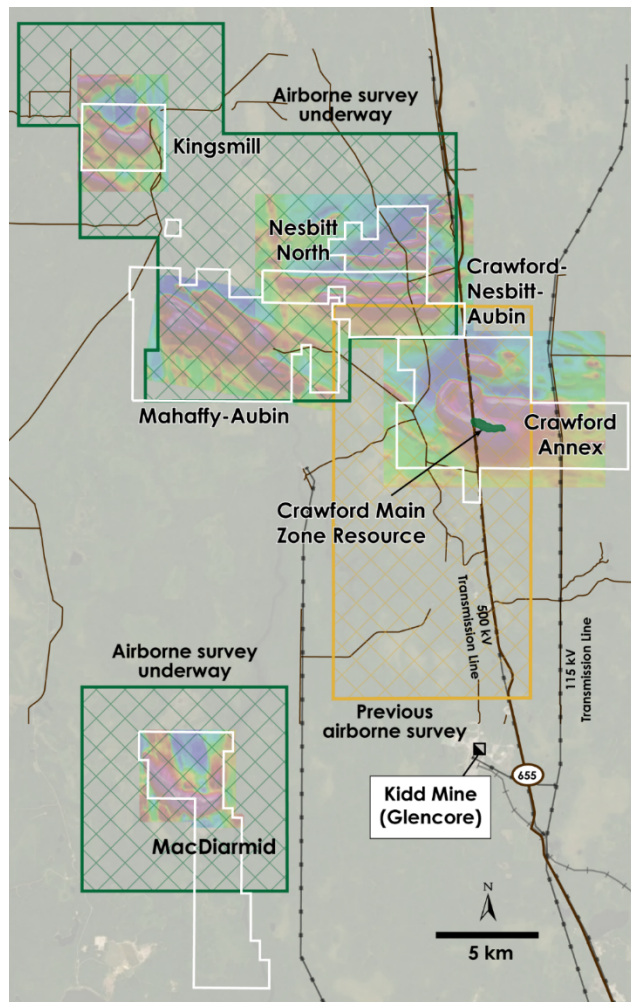 Airborne survey
underway
Kingsmill
Nesbitt
North
Crawford-
Nesbitt-
Aubin
Mahaffy-Aubin
Crawford
Annex
Crawford Main
Zone Resource
500 kV
Transmission Line
115 kV
Transmission Line
Airborne survey
underway
Previous
airborne survey
655
Kidd Mine
(Glencore)
MacDiarmid
N
5 km